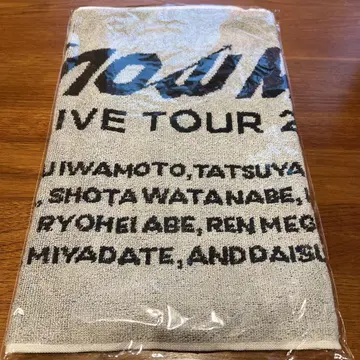 IVE TOUR 2
IWAMOTO, TATSUYA
, SHOTA WATANABE,
RYOHEI ABE, REN MEG
MIYADATE, AND DAISU